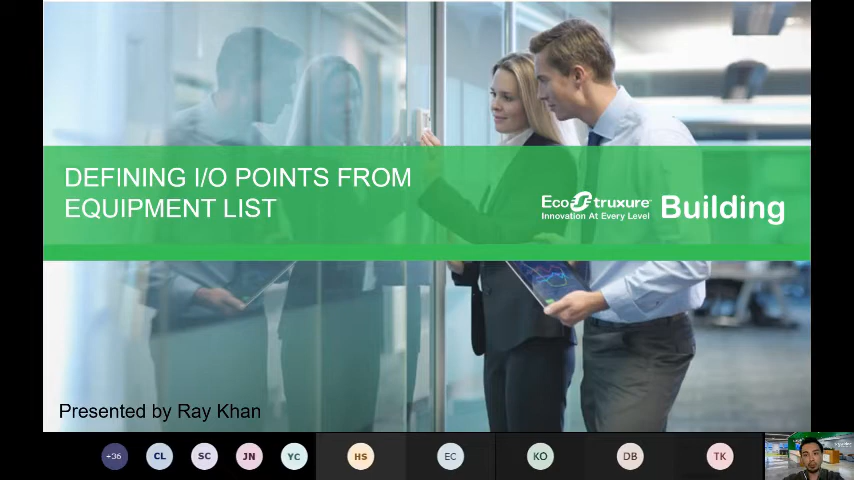 DEFINING I/O POINTS FROM
EQUIPMENT LIST
EcoStruxure
Innovation At Every Level
Building
Presented by Ray Khan
+36
CL
SC
JN
YC
HS
EC
KO
DB
TK